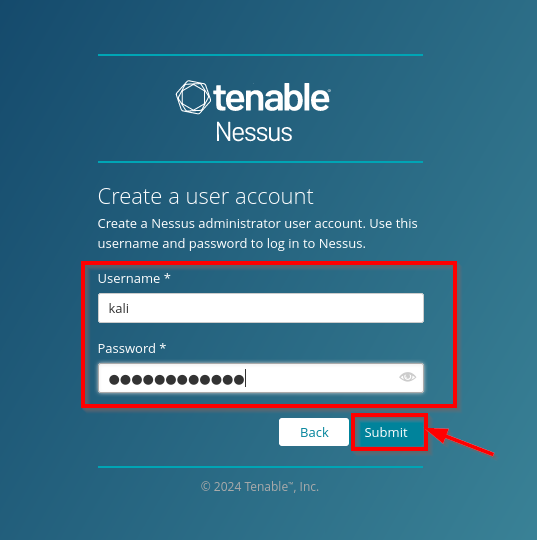 tenable®
Nessus
Create a user account
Create a Nessus administrator user account. Use this
username and password to log in to Nessus.
Username *
kali
Password *
●●●●●●●●●●●●
Back Submit
© 2024 Tenable™, Inc.